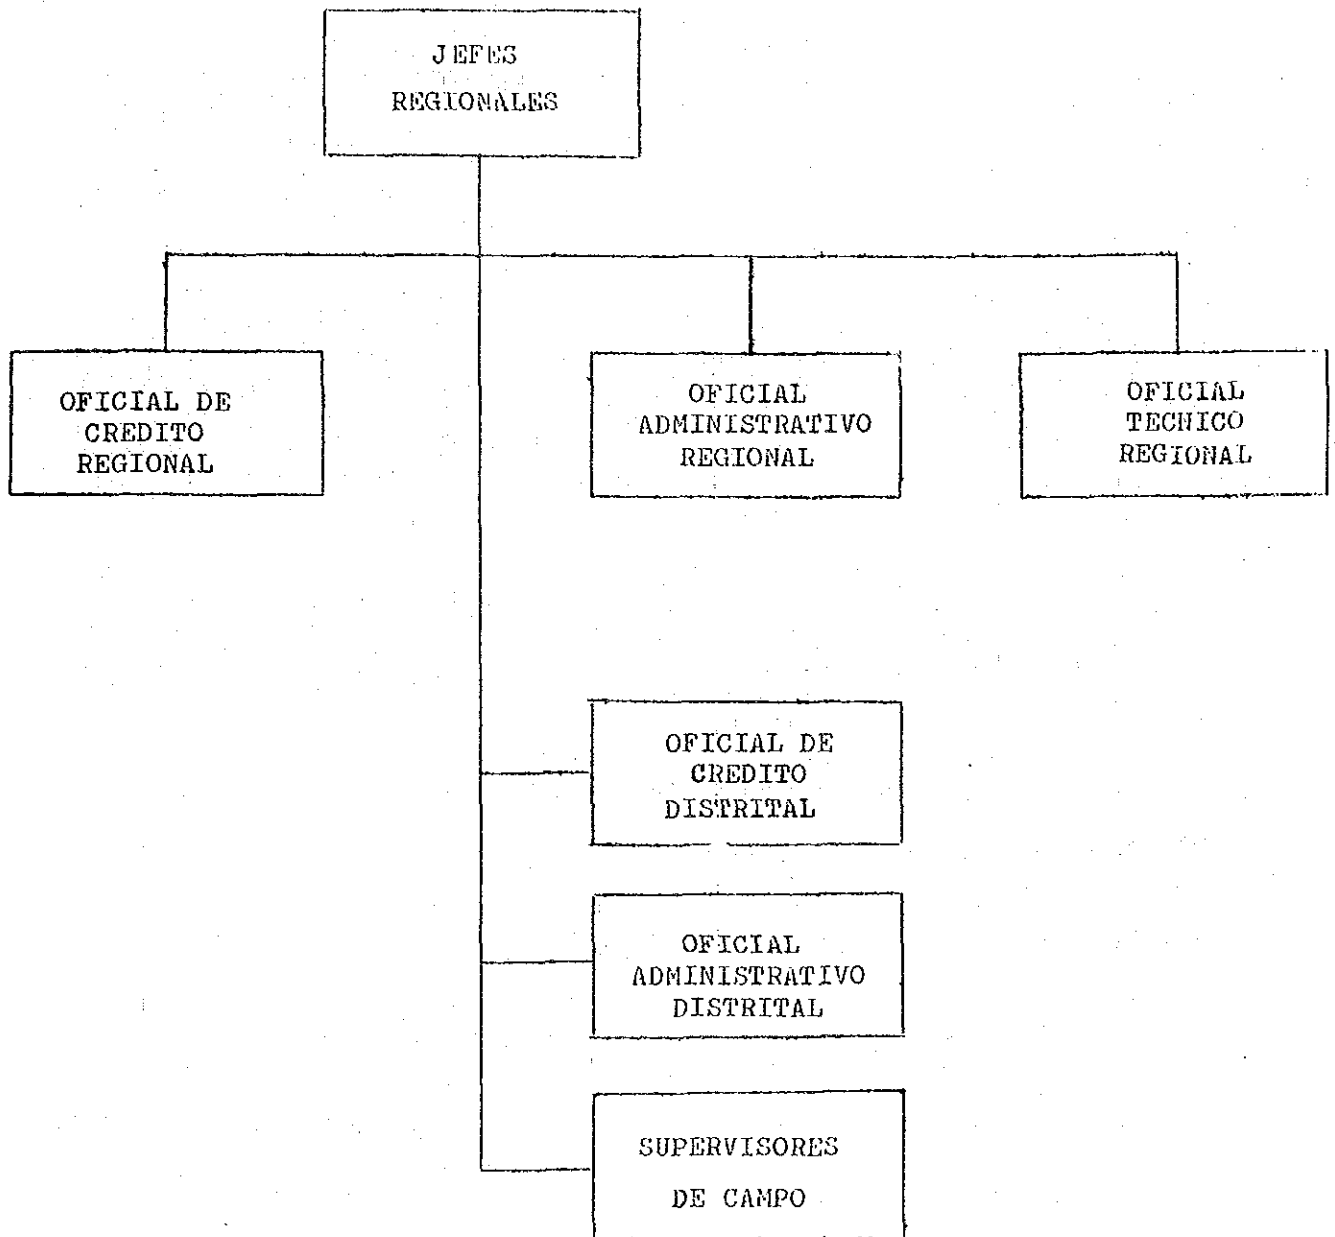 JEFES
REGIONALES
OFICIAL DE
CREDITO
REGIONAL
OFICIAL
ADMINISTRATIVO
REGIONAL
OFICIAL
TECNICO
REGIONAL
OFICIAL DE
CREDITO
DISTRITAL
OFICIAL
ADMINISTRATIVO
DISTRITAL
SUPERVISORES
DE CAMPO